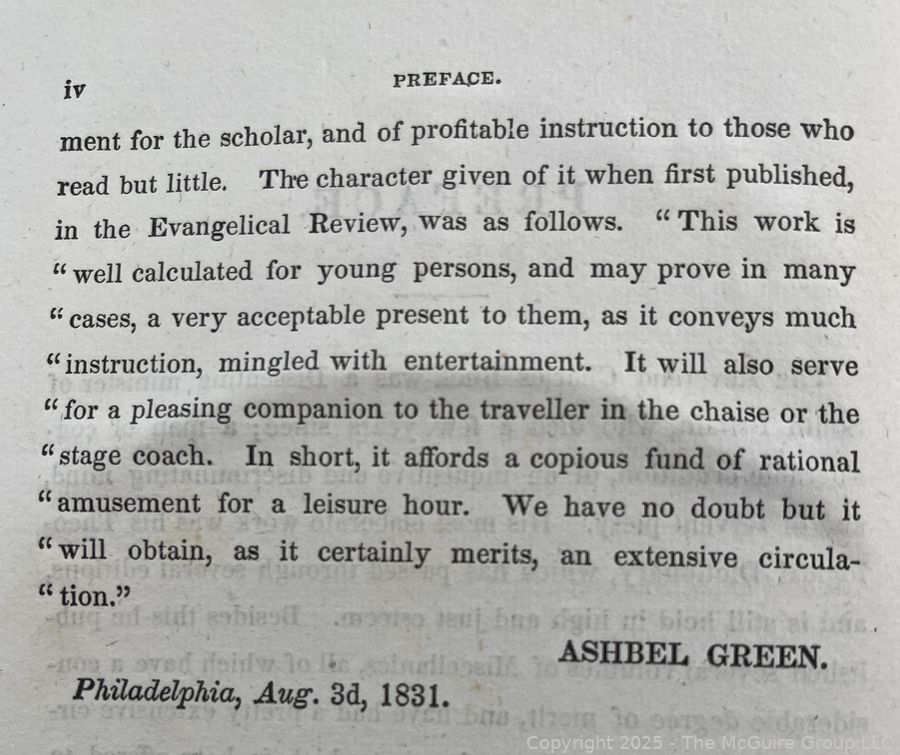 iv
PREFACE.
ment for the scholar, and of profitable instruction to those who
read but little. The character given of it when first published,
in the Evangelical Review, was as follows. “ This work is
“ well calculated for young persons, and may prove in many
“ cases, a very acceptable present to them, as it conveys much
“ instruction, mingled with entertainment. It will also serve
“ for a pleasing companion to the traveller in the chaise or the
“ stage coach. In short, it affords a copious fund of rational
“ amusement for a leisure hour. We have no doubt but it
“ will obtain, as it certainly merits, an extensive circula-
“ tion.”
ASHBEL GREEN.
Philadelphia, Aug. 3d, 1831.
Copyright 2025 - The McGuire Group LLC